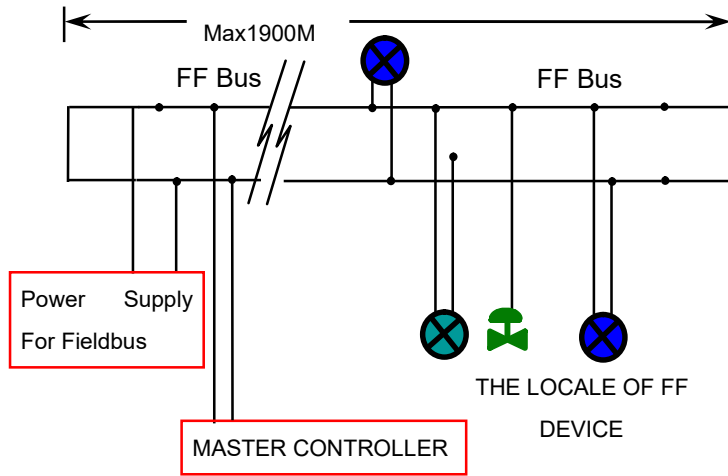 Max1900M
FF Bus
FF Bus
Power Supply
For Fieldbus
THE LOCALE OF FF
DEVICE
MASTER CONTROLLER